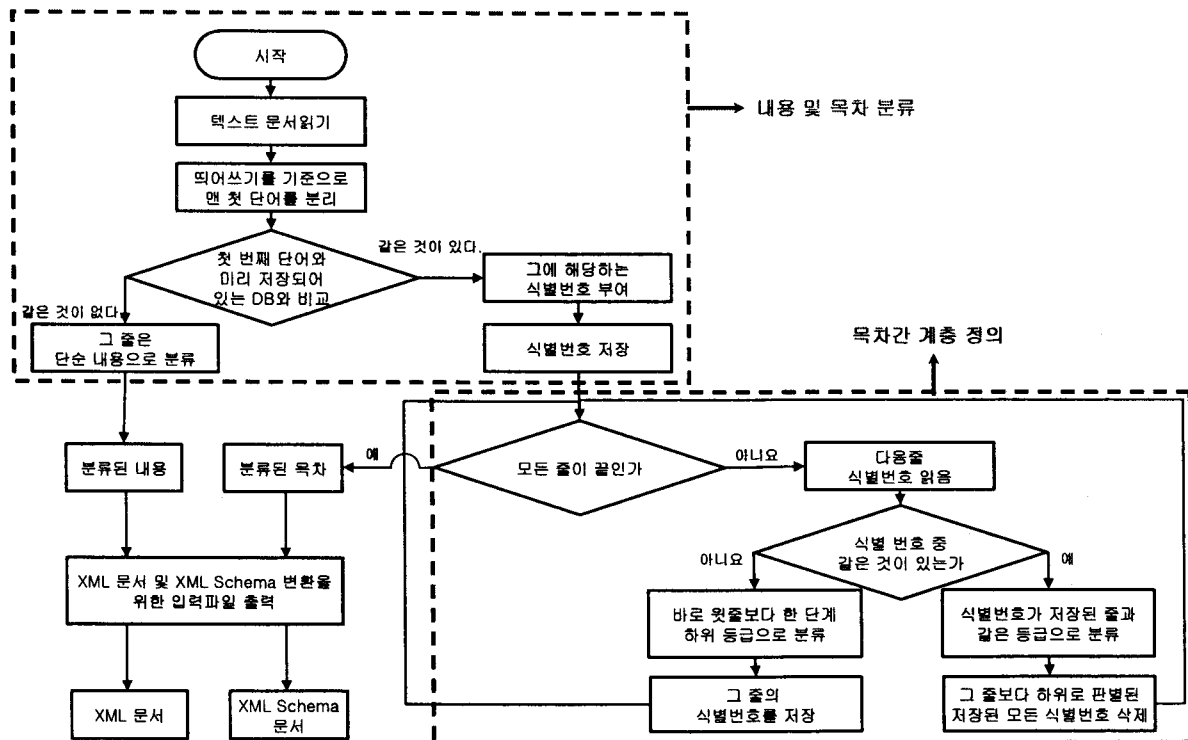 시작
텍스트 문서읽기
띄어쓰기를 기준으로
맨 첫 단어를 분리
첫 번째 단어와
미리 저장되어
있는 DB와 비교
같은 것이 있다.
같은 것이 없다
그에 해당하는
식별번호 부여
식별번호 저장
그 줄은
단순 내용으로 분류
내용 및 목차 분류
목차간 계층 정의
분류된 내용
분류된 목차
예
모든 줄이 끝인가
아니요
다음줄
식별번호 읽음
식별 번호 중
같은 것이 있는가
아니요
예
XML 문서 및 XML Schema 변환을
위한 입력파일 출력
바로 윗줄보다 한 단계
하위 등급으로 분류
식별번호가 저장된 줄과
같은 등급으로 분류
XML 문서
XML Schema
문서
그 줄의
식별번호를 저장
그 줄보다 하위로 판별된
저장된 모든 식별번호 삭제